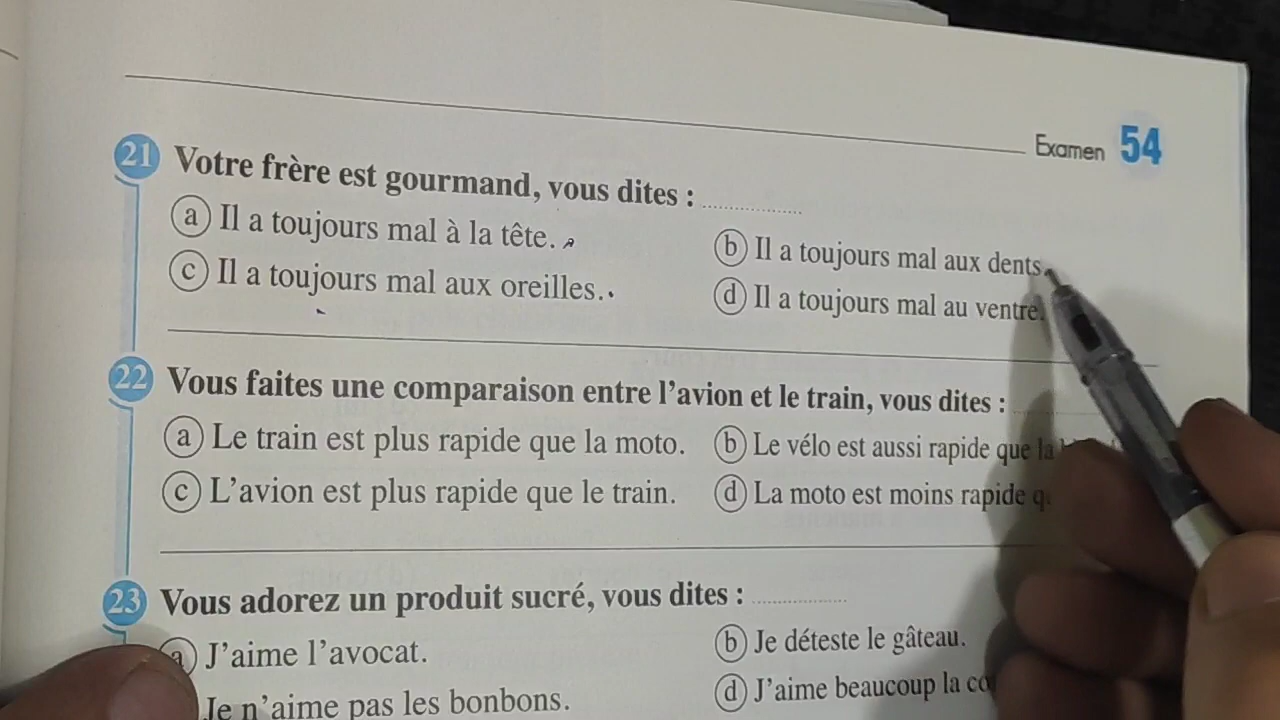 Examen 54
21 Votre frère est gourmand, vous dites : ..................
a Il a toujours mal à la tête.
b Il a toujours mal aux dents.
c Il a toujours mal aux oreilles.
d Il a toujours mal au ventre.
22 Vous faites une comparaison entre l'avion et le train, vous dites :
a Le train est plus rapide que la moto.
b Le vélo est aussi rapide que la
c L'avion est plus rapide que le train.
d La moto est moins rapide
23 Vous adorez un produit sucré, vous dites : ..................
a J'aime l'avocat.
b Je déteste le gâteau.
Je n'aime pas les bonbons.
d J'aime beaucoup la